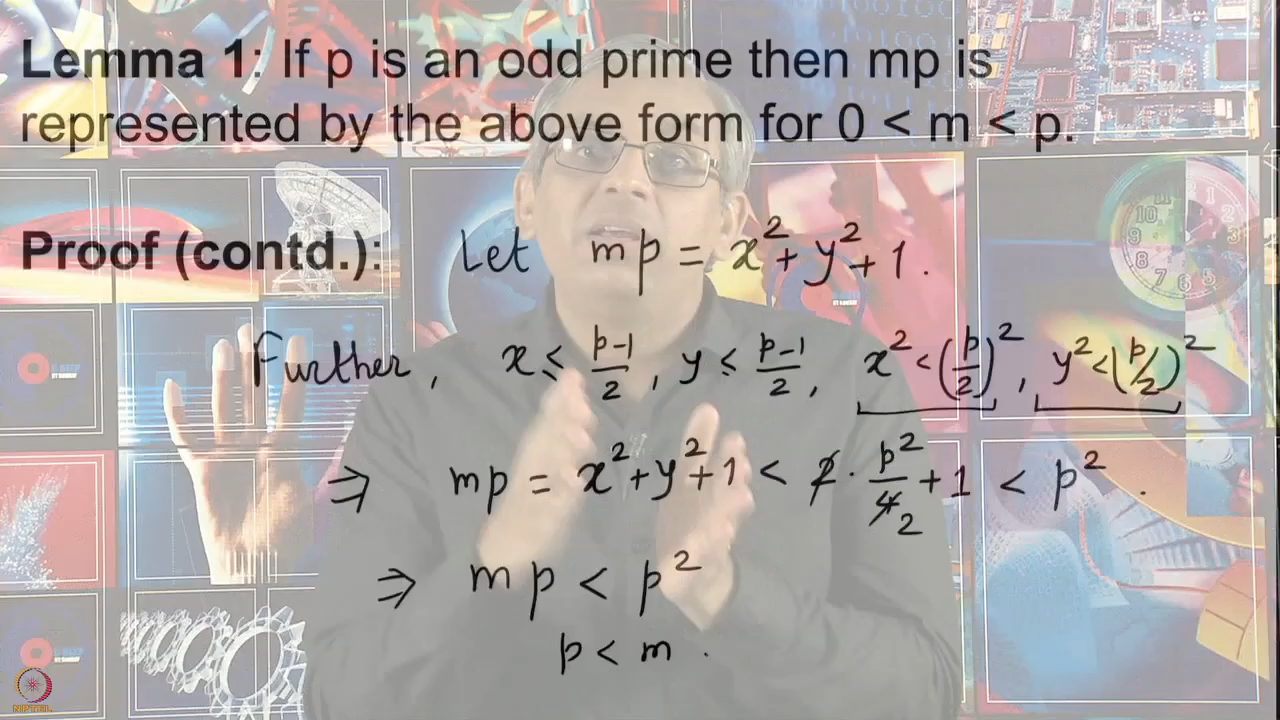 Lemma 1: If p is an odd prime then mp is
represented by the above form for 0 < m < p.
Proof (contd.): Let mp = x² + y² + 1.
Further, x ≤ (p-1)/2, y ≤ (p-1)/2, x² < (p/2)², y² < (p/2)²
⇒ mp = x² + y² + 1 < 2 · p²/4 2 + 1 < p².
⇒ mp < p²
p < m.
NPTEL